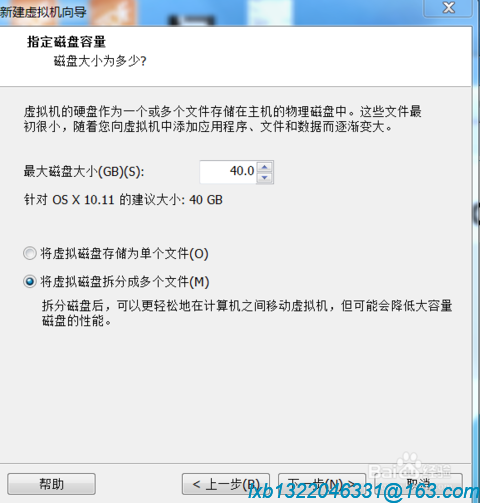 新建虚拟机向导
指定磁盘容量
磁盘大小为多少?
虚拟机的硬盘作为一个或多个文件存储在主机的物理磁盘中。这些文件最
初很小，随着您向虚拟机中添加应用程序、文件和数据而逐渐变大。
最大磁盘大小(GB)(S): 40.0
针对 OS X 10.11 的建议大小: 40 GB
将虚拟磁盘存储为单个文件(O)
将虚拟磁盘拆分成多个文件(M)
拆分磁盘后，可以更轻松地在计算机之间移动虚拟机，但可能会降低大容量
磁盘的性能。
帮助 < 上一步(B) 下一步(N) > 取消
Baidu 经验
fxb1322046331@163.com